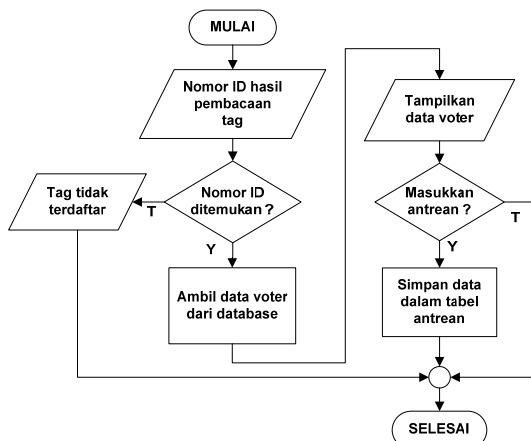 MULAI
Nomor ID hasil
pembacaan
tag
Nomor ID
ditemukan ?
T
Tag tidak
terdaftar
Y
Ambil data voter
dari database
Tampilkan
data voter
Masukkan
antrean ?
T
Y
Simpan data
dalam tabel
antrean
SELESAI